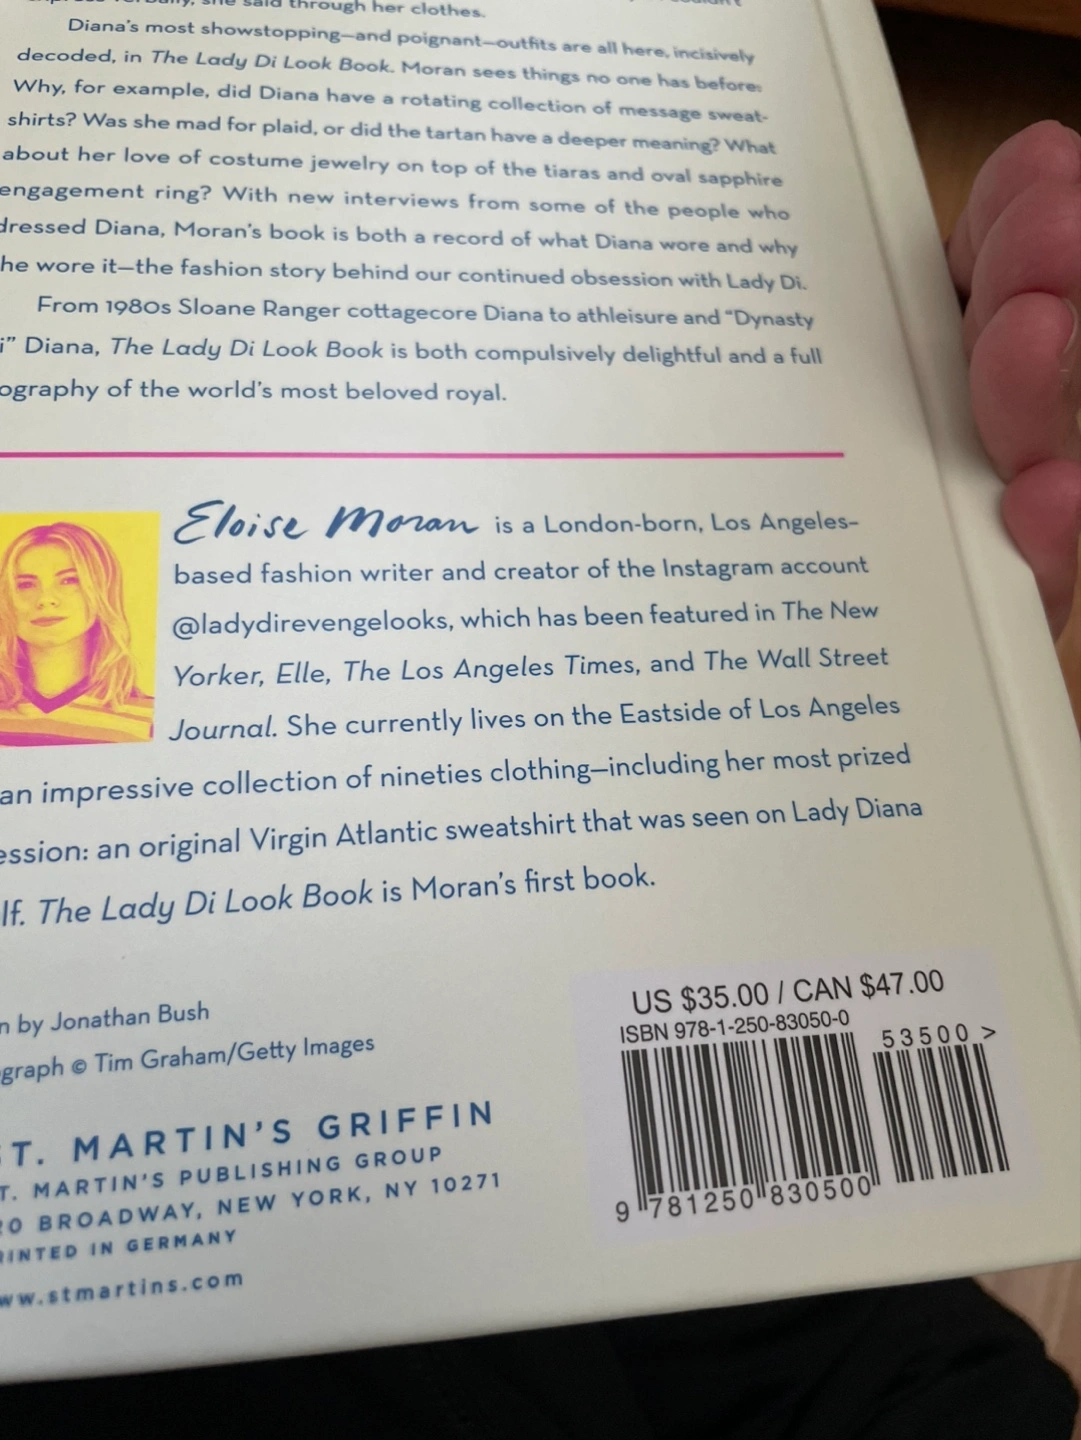 she said through her clothes.
Diana's most showstopping—and poignant—outfits are all here, incisively
decoded, in The Lady Di Look Book. Moran sees things no one has before:
Why, for example, did Diana have a rotating collection of message sweat-
shirts? Was she mad for plaid, or did the tartan have a deeper meaning? What
about her love of costume jewelry on top of the tiaras and oval sapphire
engagement ring? With new interviews from some of the people who
dressed Diana, Moran's book is both a record of what Diana wore and why
he wore it—the fashion story behind our continued obsession with Lady Di.
From 1980s Sloane Ranger cottagecore Diana to athleisure and “Dynasty
i” Diana, The Lady Di Look Book is both compulsively delightful and a full
ography of the world's most beloved royal.
Eloise Moran is a London-born, Los Angeles–
based fashion writer and creator of the Instagram account
@ladydirevengelooks, which has been featured in The New
Yorker, Elle, The Los Angeles Times, and The Wall Street
Journal. She currently lives on the Eastside of Los Angeles
an impressive collection of nineties clothing—including her most prized
ession: an original Virgin Atlantic sweatshirt that was seen on Lady Diana
lf. The Lady Di Look Book is Moran's first book.
n by Jonathan Bush
graph © Tim Graham/Getty Images
ST. MARTIN'S GRIFFIN
T. MARTIN'S PUBLISHING GROUP
20 BROADWAY, NEW YORK, NY 10271
RINTED IN GERMANY
ww.stmartins.com
US $35.00 / CAN $47.00
ISBN 978-1-250-83050-0
53500>
9 781250 830500